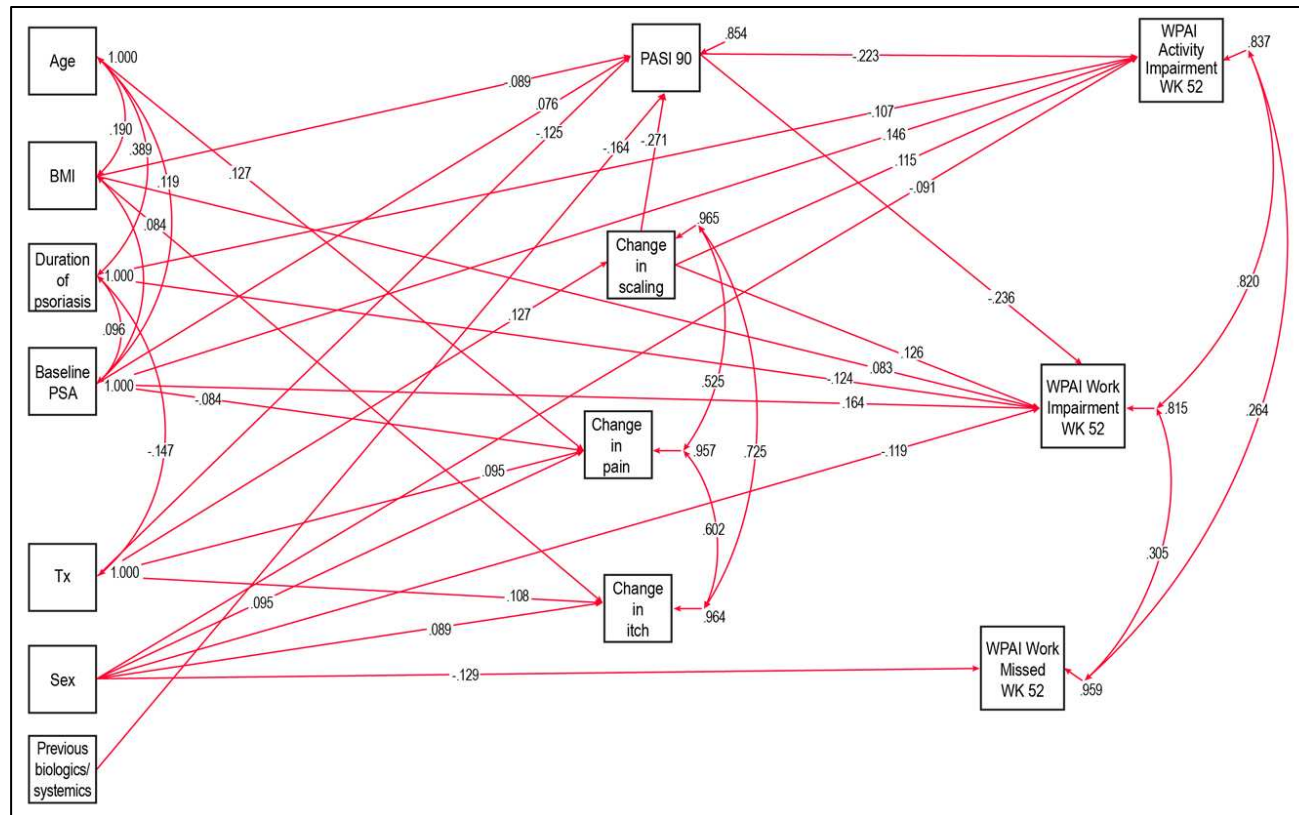 Age
1.000
.190
.389
.119
BMI
.084
.127
Duration
of
psoriasis
1.000
.096
Baseline
PSA
1.000
-.084
-.147
Tx
1.000
Sex
Previous
biologics/
systemics
.089
.076
-.125
-.164
-.271
PASI 90
.854
-.223
WPAI
Activity
Impairment
WK 52
.837
.107
.146
.115
-.091
Change
in
scaling
.965
.127
-.236
.820
.126
.083
-.124
.164
-.119
WPAI Work
Impairment
WK 52
.815
.264
.525
.725
Change
in
pain
.957
.095
.602
.095
.108
.089
Change
in
itch
.964
.305
-.129
WPAI Work
Missed
WK 52
.959